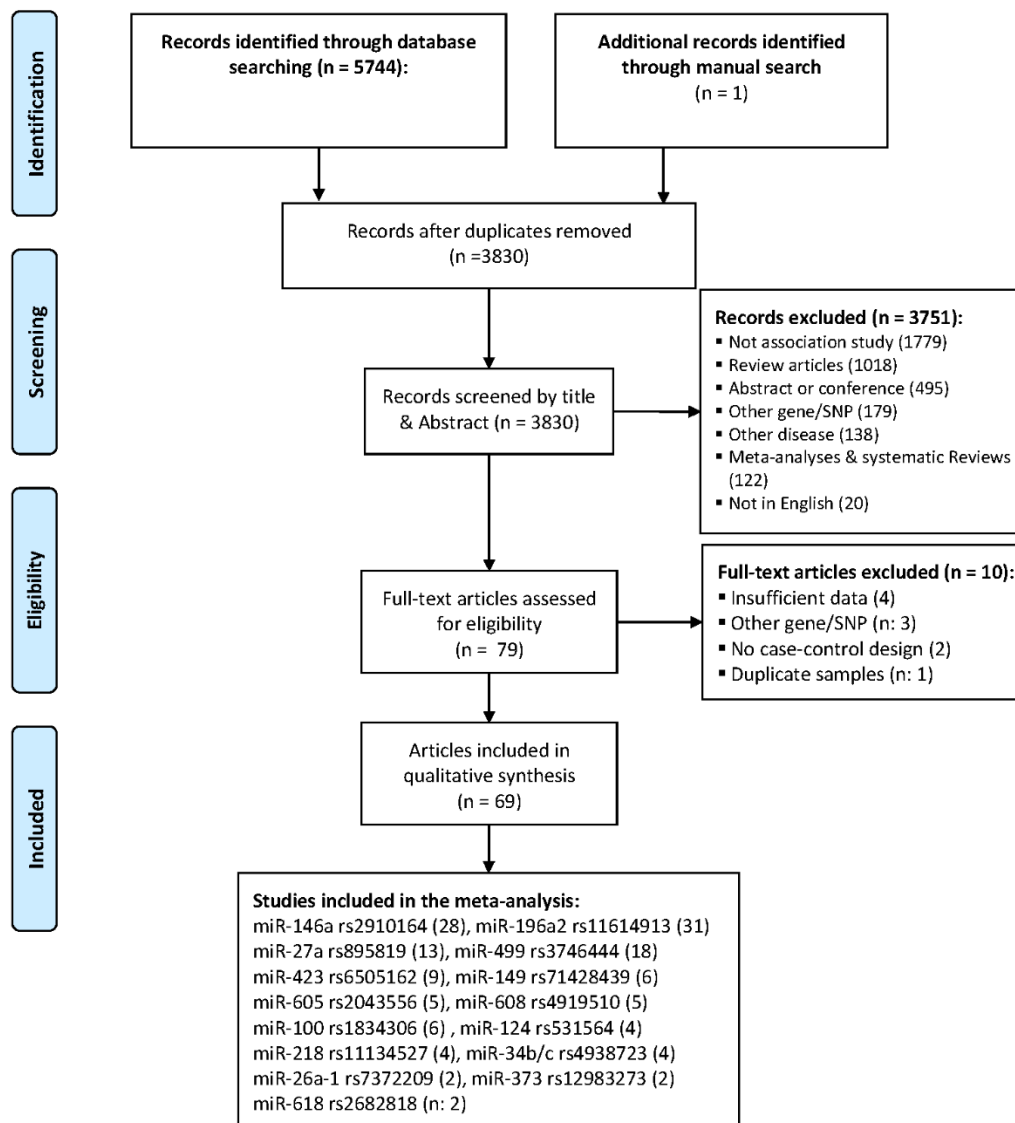 Identification
Records identified through database
searching (n = 5744):
Additional records identified
through manual search
(n = 1)
Records after duplicates removed
(n =3830)
Screening
Records screened by title
& Abstract (n = 3830)
Records excluded (n = 3751):
▪ Not association study (1779)
▪ Review articles (1018)
▪ Abstract or conference (495)
▪ Other gene/SNP (179)
▪ Other disease (138)
▪ Meta-analyses & systematic Reviews
(122)
▪ Not in English (20)
Eligibility
Full-text articles assessed
for eligibility
(n = 79)
Full-text articles excluded (n = 10):
▪ Insufficient data (4)
▪ Other gene/SNP (n: 3)
▪ No case-control design (2)
▪ Duplicate samples (n: 1)
Included
Articles included in
qualitative synthesis
(n = 69)
Studies included in the meta-analysis:
miR-146a rs2910164 (28), miR-196a2 rs11614913 (31)
miR-27a rs895819 (13), miR-499 rs3746444 (18)
miR-423 rs6505162 (9), miR-149 rs71428439 (6)
miR-605 rs2043556 (5), miR-608 rs4919510 (5)
miR-100 rs1834306 (6) , miR-124 rs531564 (4)
miR-218 rs11134527 (4), miR-34b/c rs4938723 (4)
miR-26a-1 rs7372209 (2), miR-373 rs12983273 (2)
miR-618 rs2682818 (n: 2)